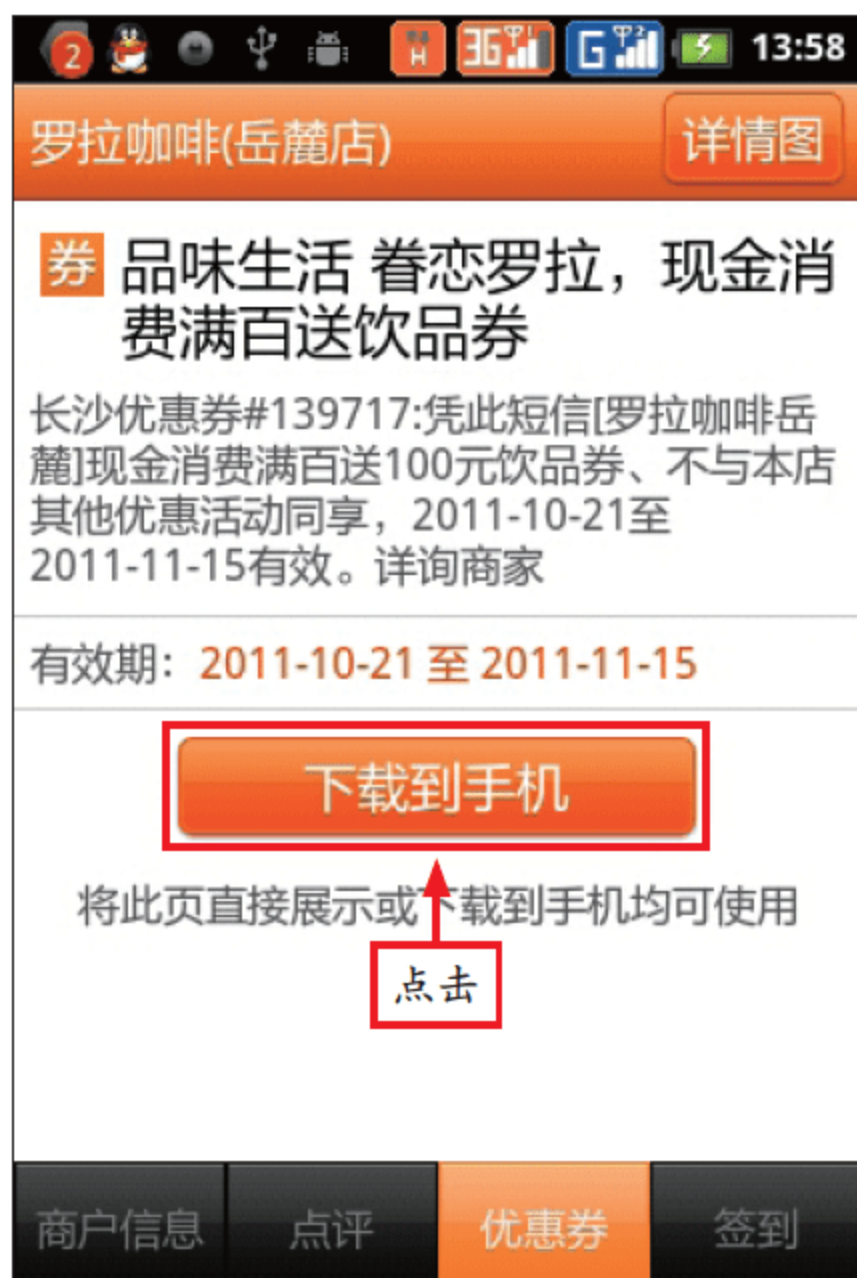 2 H 3G 1 G 2 13:58
罗拉咖啡(岳麓店) 详情图
券 品味生活 眷恋罗拉，现金消
费满百送饮品券
长沙优惠券#139717:凭此短信[罗拉咖啡岳
麓]现金消费满百送100元饮品券、不与本店
其他优惠活动同享，2011-10-21至
2011-11-15有效。详询商家
有效期：2011-10-21 至 2011-11-15
下载到手机
将此页直接展示或下载到手机均可使用
点击
商户信息 点评 优惠券 签到